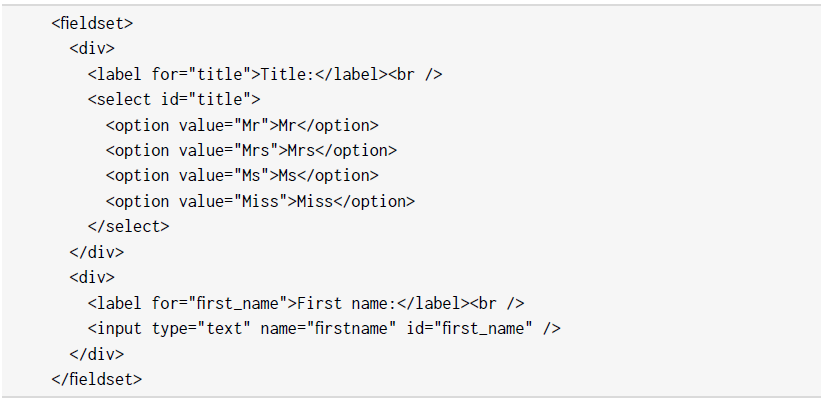 <fieldset>
  <div>
    <label for="title">Title:</label><br />
    <select id="title">
      <option value="Mr">Mr</option>
      <option value="Mrs">Mrs</option>
      <option value="Ms">Ms</option>
      <option value="Miss">Miss</option>
    </select>
  </div>
  <div>
    <label for="first_name">First name:</label><br />
    <input type="text" name="firstname" id="first_name" />
  </div>
</fieldset>